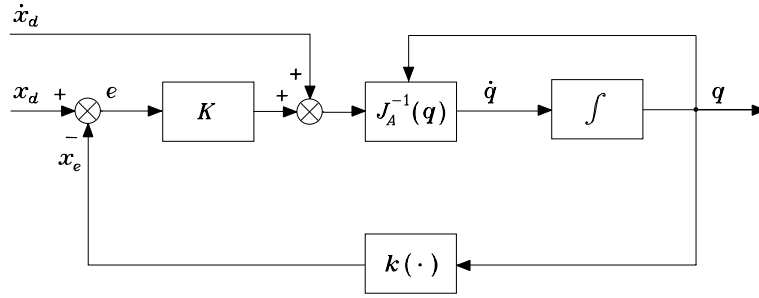 ẋ_d
x_d + e K + + J_A^{-1}(q) q̇ ∫ q
−
x_e
k(·)